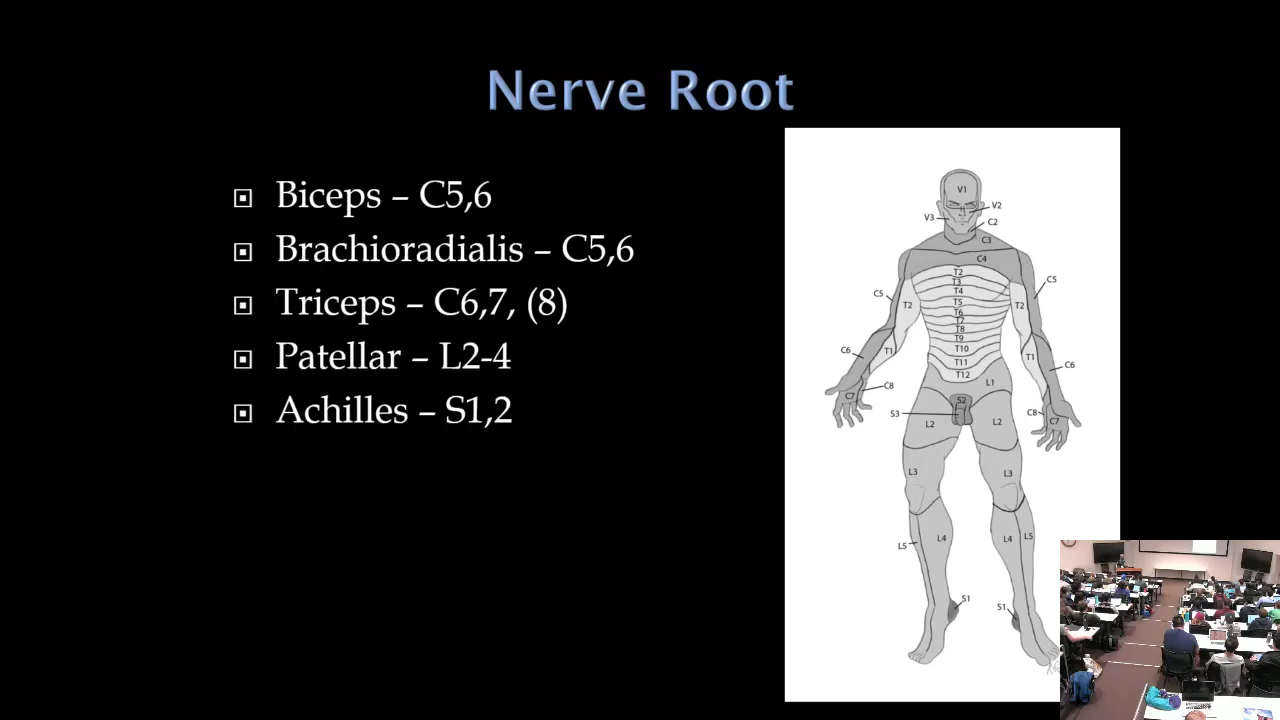 Nerve Root
Biceps – C5,6
Brachioradialis – C5,6
Triceps – C6,7, (8)
Patellar – L2-4
Achilles – S1,2
V1
V2
V3
C2
C3
C4
T2
T3
T4
T5
T6
T7
T8
T9
T10
T11
T12
C5
C5
T2
T2
C6
T1
T1
C6
C8
C7
L1
S2
S3
C8
C7
L2
L2
L3
L3
L5
L4
L4
L5
S1
S1